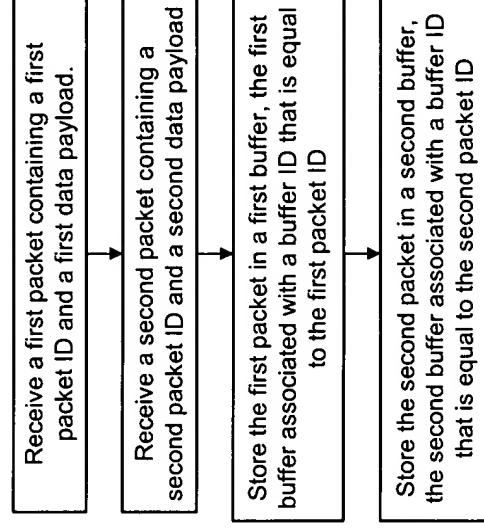 Receive a first packet containing a first
packet ID and a first data payload.
Receive a second packet containing a
second packet ID and a second data payload
Store the first packet in a first buffer, the first
buffer associated with a buffer ID that is equal
to the first packet ID
Store the second packet in a second buffer,
the second buffer associated with a buffer ID
that is equal to the second packet ID